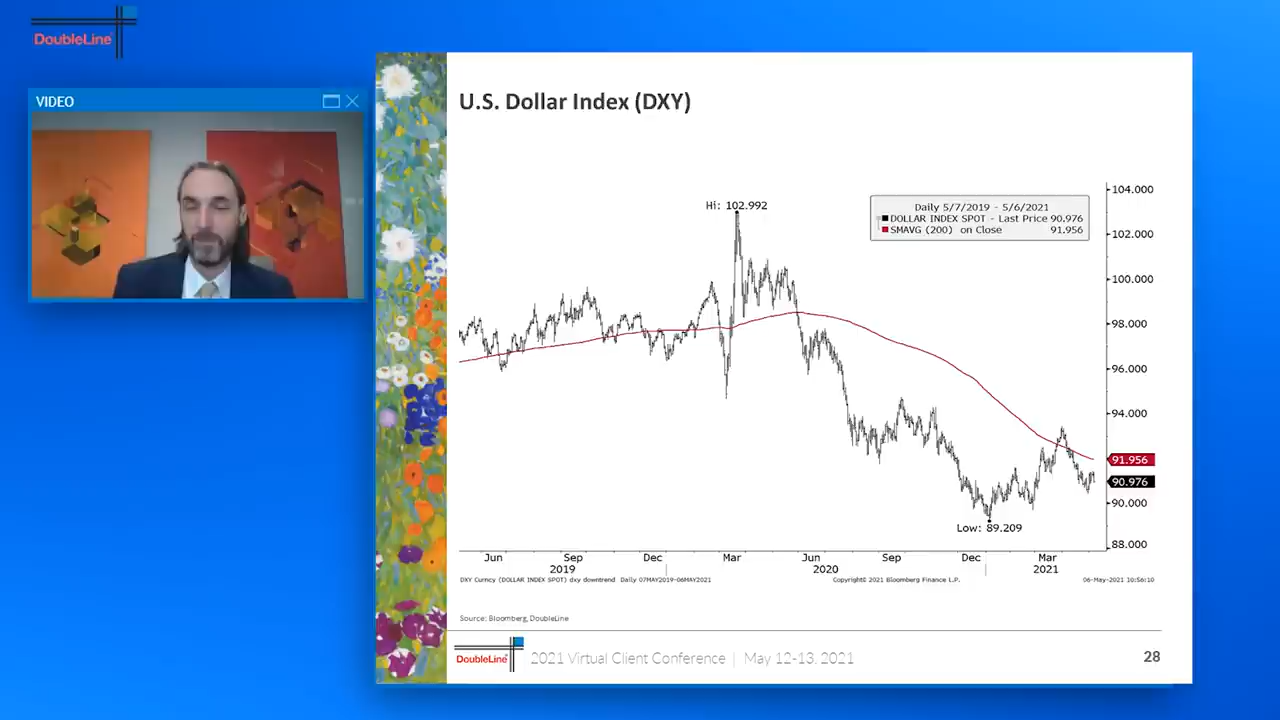 DoubleLine
VIDEO
U.S. Dollar Index (DXY)
Hi: 102.992
Daily 5/7/2019 - 5/6/2021
DOLLAR INDEX SPOT - Last Price 90.976
SMAVG (200) on Close 91.956
104.000
102.000
100.000
98.000
96.000
94.000
91.956
90.976
90.000
88.000
Low: 89.209
Jun Sep Dec Mar Jun Sep Dec Mar
2019 2020 2021
DXY Curncy (DOLLAR INDEX SPOT) dxy downtrend Daily 07MAY2019-06MAY2021 Copyright© 2021 Bloomberg Finance L.P. 06-May-2021 10:56:10
Source: Bloomberg, DoubleLine
DoubleLine 2021 Virtual Client Conference | May 12-13, 2021 28